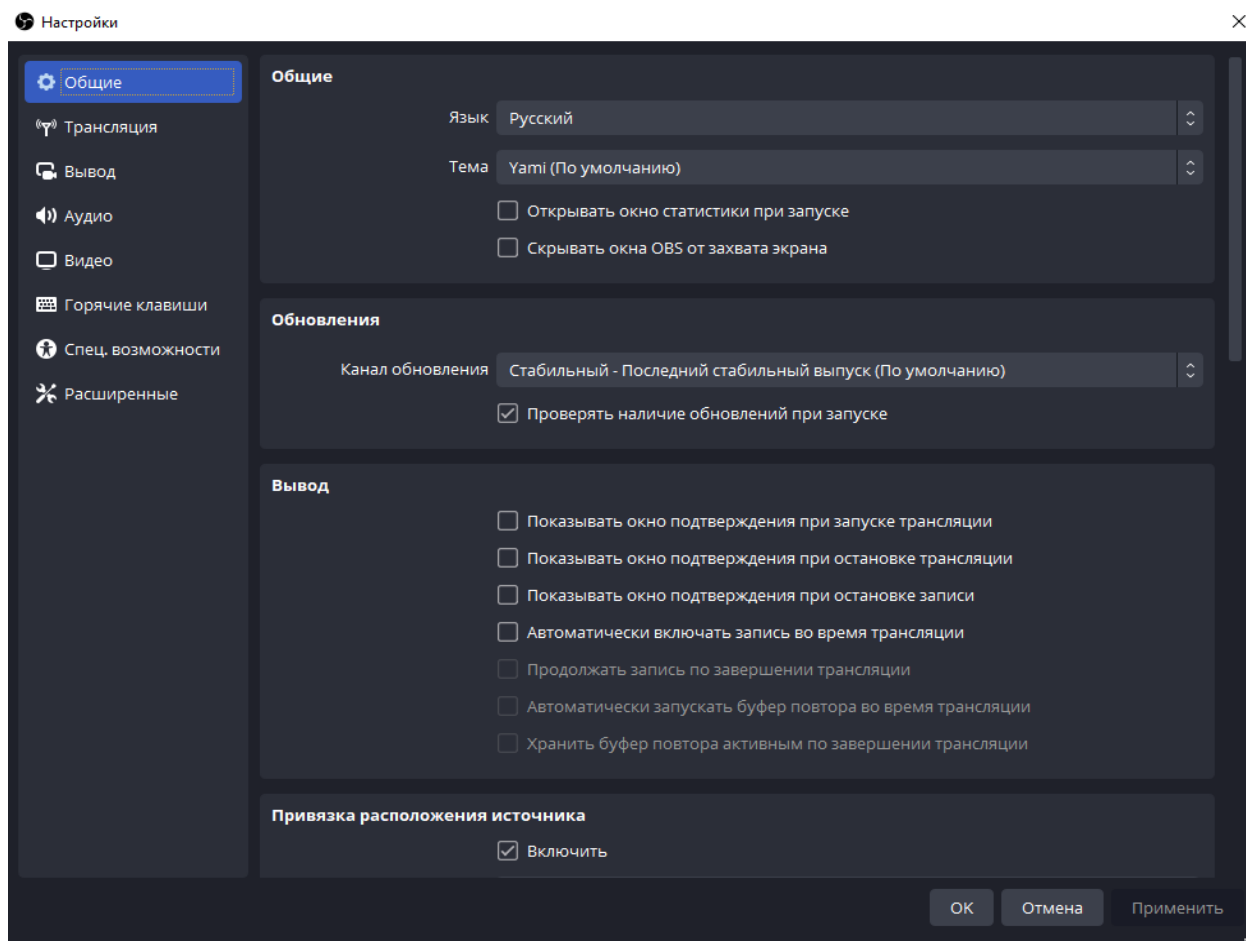 Настройки
Общие
Трансляция
Вывод
Аудио
Видео
Горячие клавиши
Спец. возможности
Расширенные
Общие
Язык Русский
Тема Yami (По умолчанию)
Открывать окно статистики при запуске
Скрывать окна OBS от захвата экрана
Обновления
Канал обновления Стабильный - Последний стабильный выпуск (По умолчанию)
Проверять наличие обновлений при запуске
Вывод
Показывать окно подтверждения при запуске трансляции
Показывать окно подтверждения при остановке трансляции
Показывать окно подтверждения при остановке записи
Автоматически включать запись во время трансляции
Продолжать запись по завершении трансляции
Автоматически запускать буфер повтора во время трансляции
Хранить буфер повтора активным по завершении трансляции
Привязка расположения источника
Включить
OK Отмена Применить